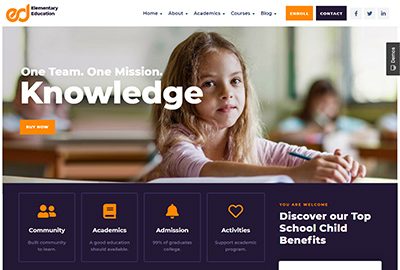 ed Elementary
Education
Home About Academics Courses Blog ENROLL CONTACT
Demos
One Team. One Mission.
Knowledge
BUY NOW
Community
Built community
to learn.
Academics
A good education
should available.
Admission
99% of graduates
college.
Activities
Support academic
program.
YOU ARE WELCOME
Discover our Top
School Child
Benefits